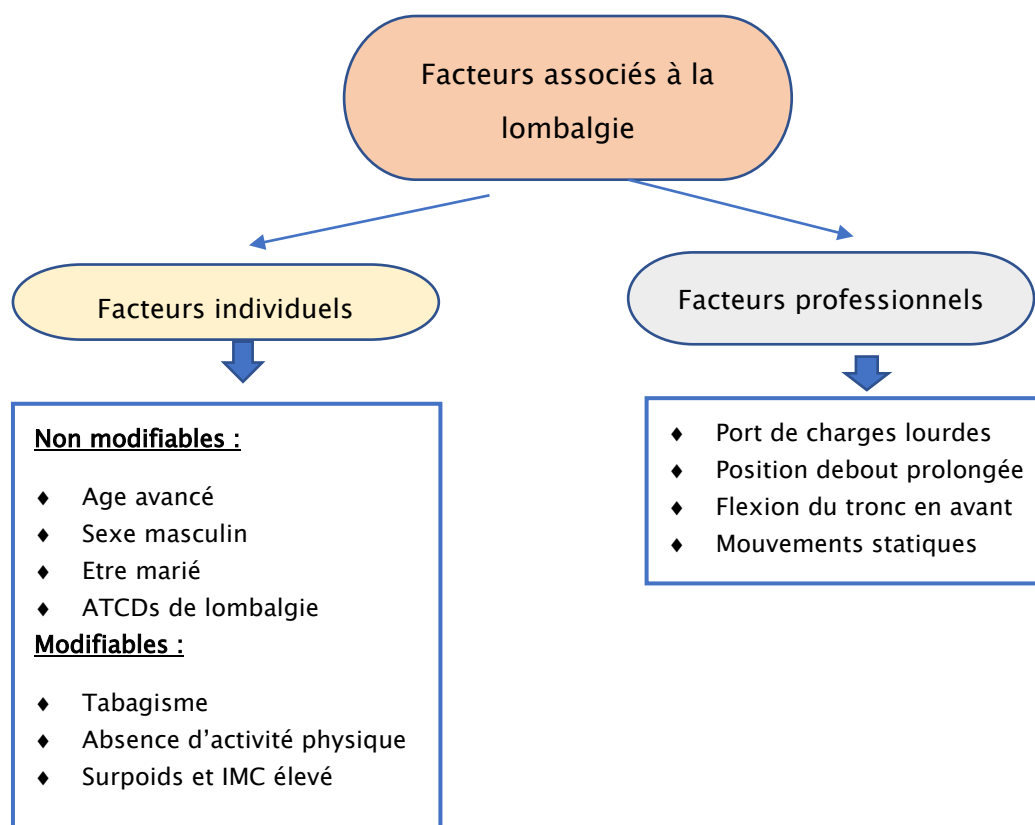 Facteurs associés à la
lombalgie
Facteurs individuels
Facteurs professionnels
Non modifiables :
♦ Age avancé
♦ Sexe masculin
♦ Etre marié
♦ ATCDs de lombalgie
Modifiables :
♦ Tabagisme
♦ Absence d’activité physique
♦ Surpoids et IMC élevé
♦ Port de charges lourdes
♦ Position debout prolongée
♦ Flexion du tronc en avant
♦ Mouvements statiques